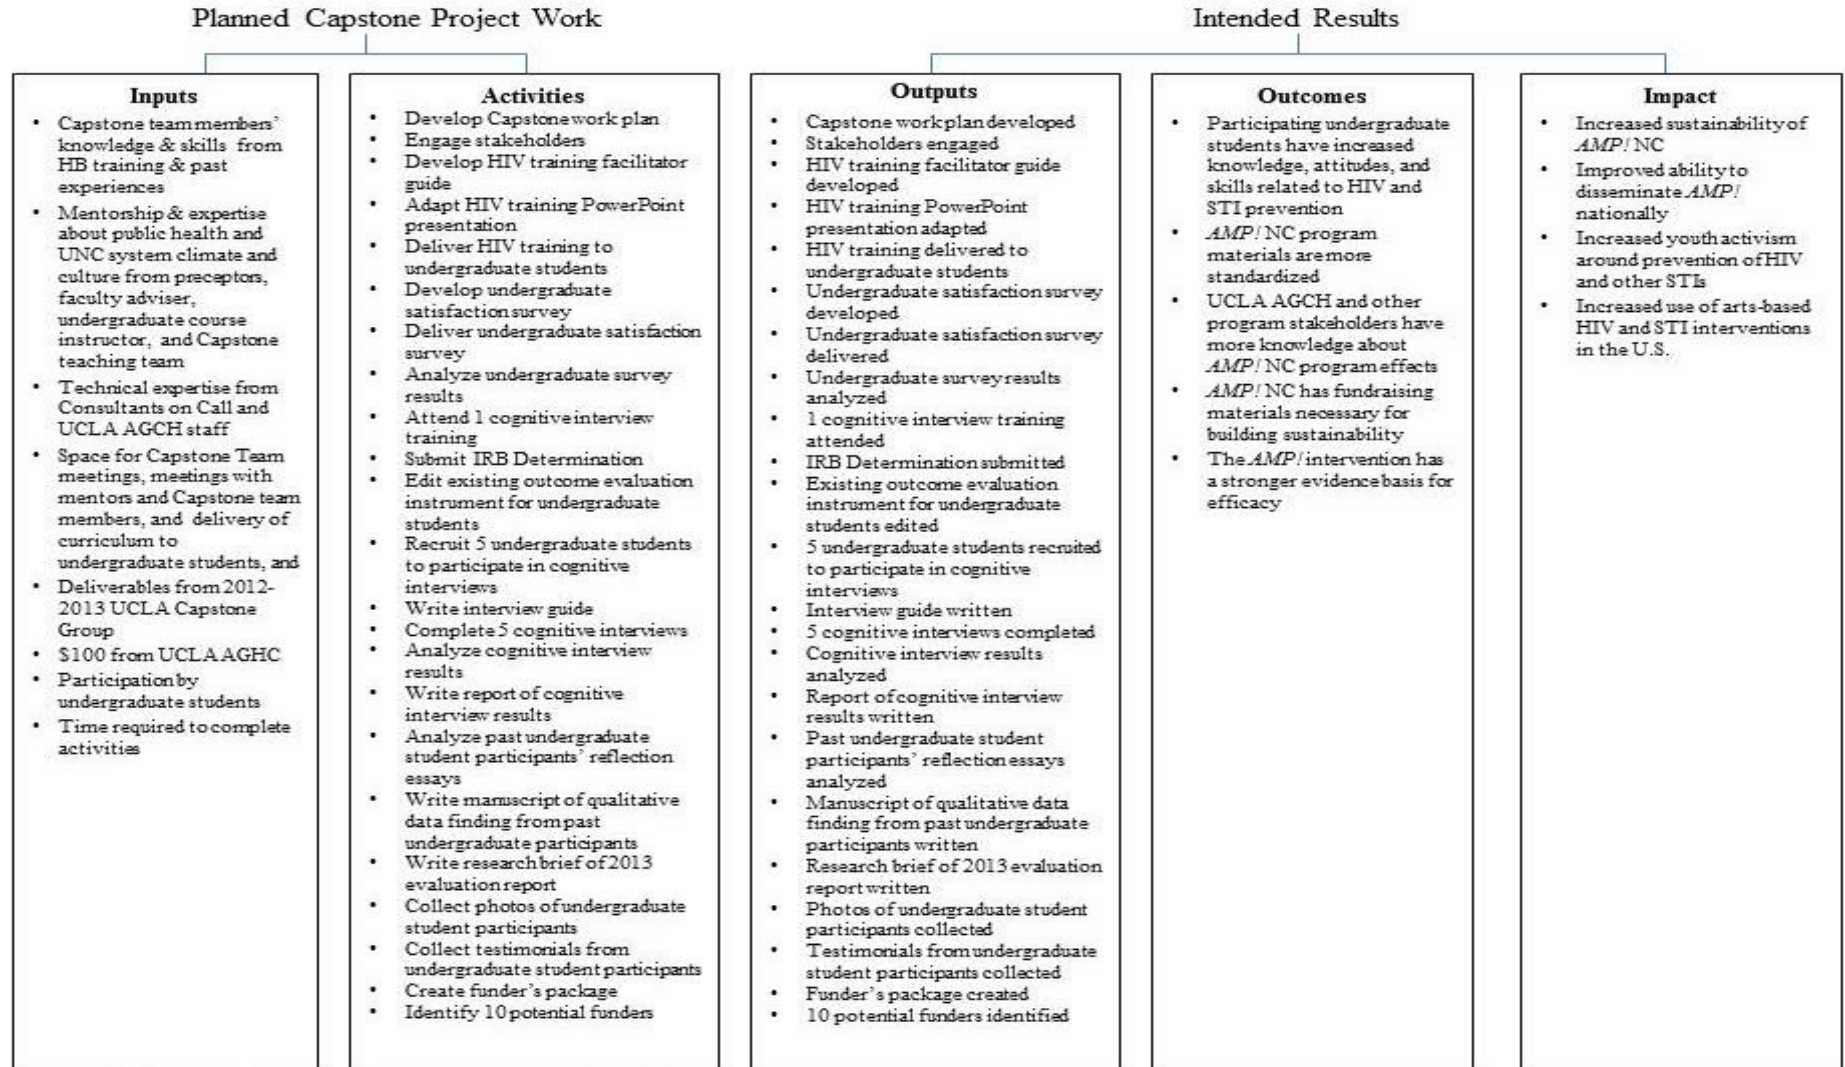 Planned Capstone Project Work
Intended Results
Inputs
• Capstone team members'
knowledge & skills from
HB training & past
experiences
• Mentorship & expertise
about public health and
UNC system climate and
culture from preceptors,
faculty adviser,
undergraduate course
instructor, and Capstone
teaching team
• Technical expertise from
Consultants on Call and
UCLA AGCH staff
• Space for Capstone Team
meetings, meetings with
mentors and Capstone team
members, and delivery of
curriculum to
undergraduate students, and
• Deliverables from 2012-
2013 UCLA Capstone
Group
• $100 from UCLA AGHC
• Participation by
undergraduate students
• Time required to complete
activities
Activities
• Develop Capstone work plan
• Engage stakeholders
• Develop HIV training facilitator
guide
• Adapt HIV training PowerPoint
presentation
• Deliver HIV training to
undergraduate students
• Develop undergraduate
satisfaction survey
• Deliver undergraduate satisfaction
survey
• Analyze undergraduate survey
results
• Attend 1 cognitive interview
training
• Submit IRB Determination
• Edit existing outcome evaluation
instrument for undergraduate
students
• Recruit 5 undergraduate students
to participate in cognitive
interviews
• Write interview guide
• Complete 5 cognitive interviews
• Analyze cognitive interview
results
• Write report of cognitive
interview results
• Analyze past undergraduate
student participants' reflection
essays
• Write manuscript of qualitative
data finding from past
undergraduate participants
• Write research brief of 2013
evaluation report
• Collect photos of undergraduate
student participants
• Collect testimonials from
undergraduate student participants
• Create funder's package
• Identify 10 potential funders
Outputs
• Capstone work plan developed
• Stakeholders engaged
• HIV training facilitator guide
developed
• HIV training PowerPoint
presentation adapted
• HIV training delivered to
undergraduate students
• Undergraduate satisfaction survey
developed
• Undergraduate satisfaction survey
delivered
• Undergraduate survey results
analyzed
• 1 cognitive interview training
attended
• IRB Determination submitted
• Existing outcome evaluation
instrument for undergraduate
students edited
• 5 undergraduate students recruited
to participate in cognitive
interviews
• Interview guide written
• 5 cognitive interviews completed
• Cognitive interview results
analyzed
• Report of cognitive interview
results written
• Past undergraduate student
participants' reflection essays
analyzed
• Manuscript of qualitative data
finding from past undergraduate
participants written
• Research brief of 2013 evaluation
report written
• Photos of undergraduate student
participants collected
• Testimonials from undergraduate
student participants collected
• Funder's package created
• 10 potential funders identified
Outcomes
• Participating undergraduate
students have increased
knowledge, attitudes, and
skills related to HIV and
STI prevention
• AMP! NC program
materials are more
standardized
• UCLA AGCH and other
program stakeholders have
more knowledge about
AMP! NC program effects
• AMP! NC has fundraising
materials necessary for
building sustainability
• The AMP! intervention has
a stronger evidence basis for
efficacy
Impact
• Increased sustainability of
AMP! NC
• Improved ability to
disseminate AMP!
nationally
• Increased youth activism
around prevention of HIV
and other STIs
• Increased use of arts-based
HIV and STI interventions
in the U.S.